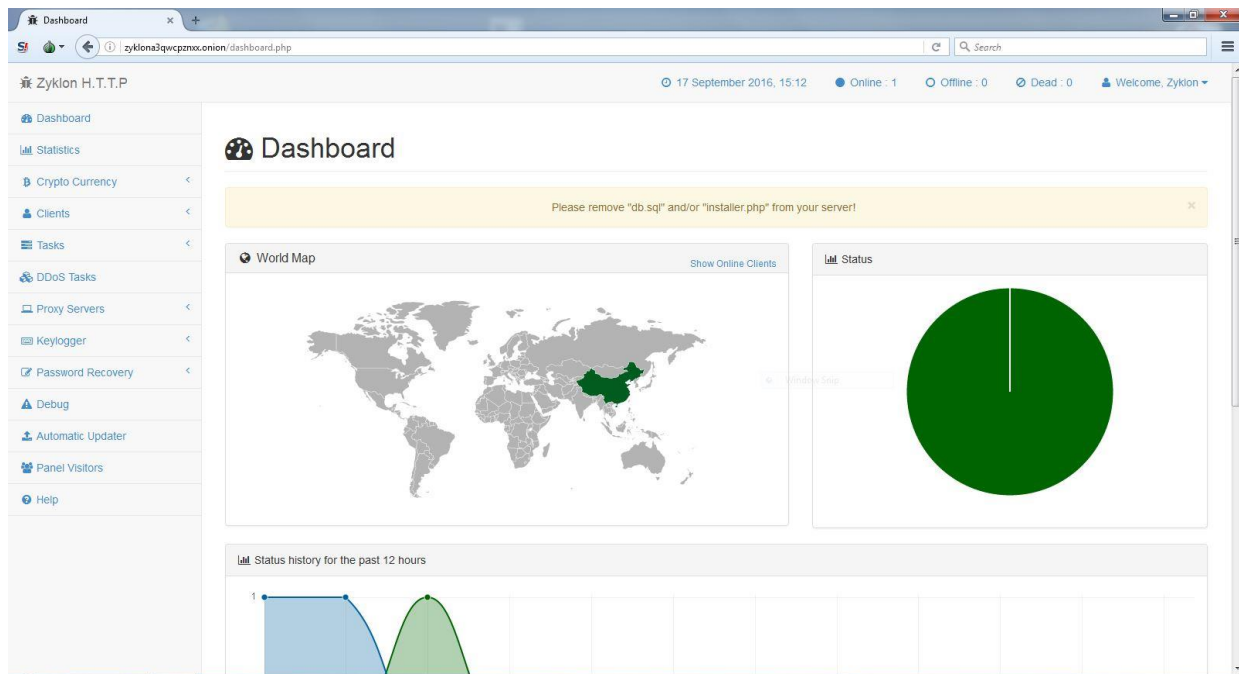 Dashboard
zyklona3qwcpznxx.onion/dashboard.php
Search
Zyklon H.T.T.P
17 September 2016, 15:12 Online : 1 Offline : 0 Dead : 0 Welcome, Zyklon
Dashboard
Statistics
Crypto Currency
Clients
Tasks
DDoS Tasks
Proxy Servers
Keylogger
Password Recovery
Debug
Automatic Updater
Panel Visitors
Help
Dashboard
Please remove "db.sql" and/or "installer.php" from your server!
World Map
Show Online Clients
Window Snip
Status
Status history for the past 12 hours
1